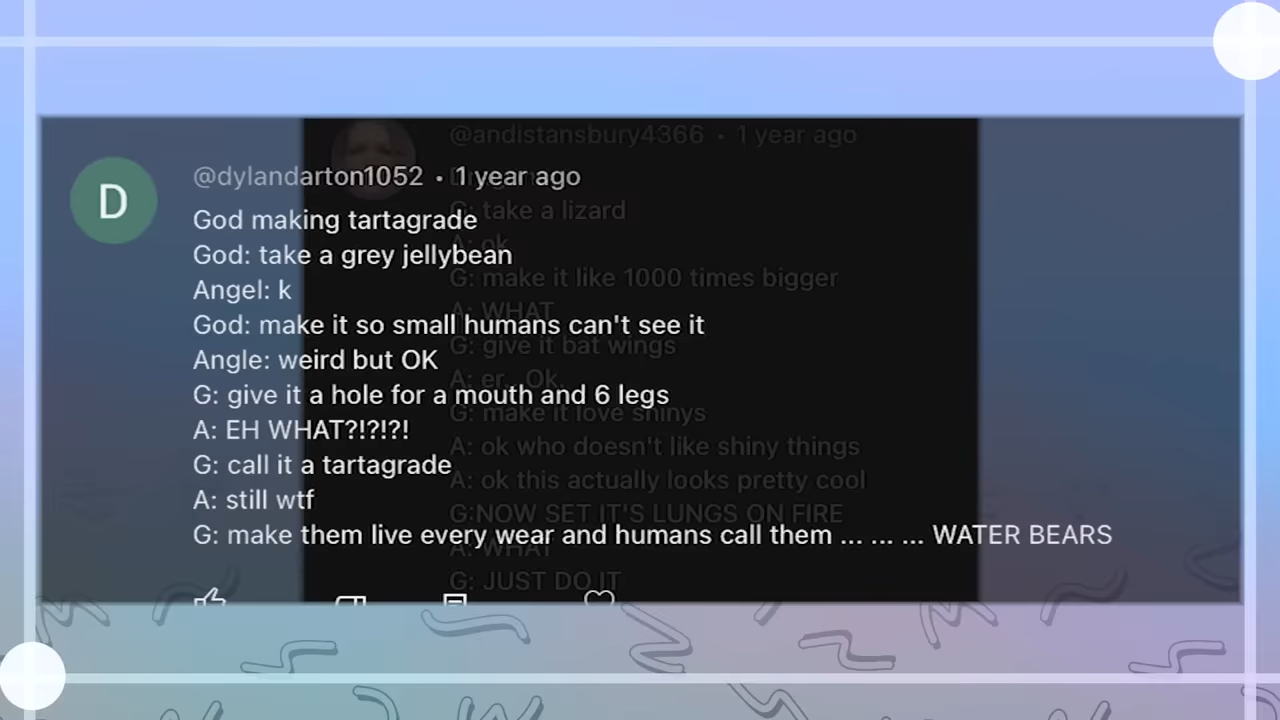 D
@dylandarton1052 • 1 year ago
God making tartagrade
God: take a grey jellybean
Angel: k
God: make it so small humans can't see it
Angle: weird but OK
G: give it a hole for a mouth and 6 legs
A: EH WHAT?!?!?!
G: call it a tartagrade
A: still wtf
G: make them live every wear and humans call them ... ... ... WATER BEARS
@andistansbury4366 • 1 year ago
G: take a lizard
A: ok
G: make it like 1000 times bigger
A: WHAT
G: give it bat wings
A: er.. Ok.
G: make it love shinys
A: ok who doesn't like shiny things
A: ok this actually looks pretty cool
G:NOW SET IT'S LUNGS ON FIRE
A: WHAT
G: JUST DO IT